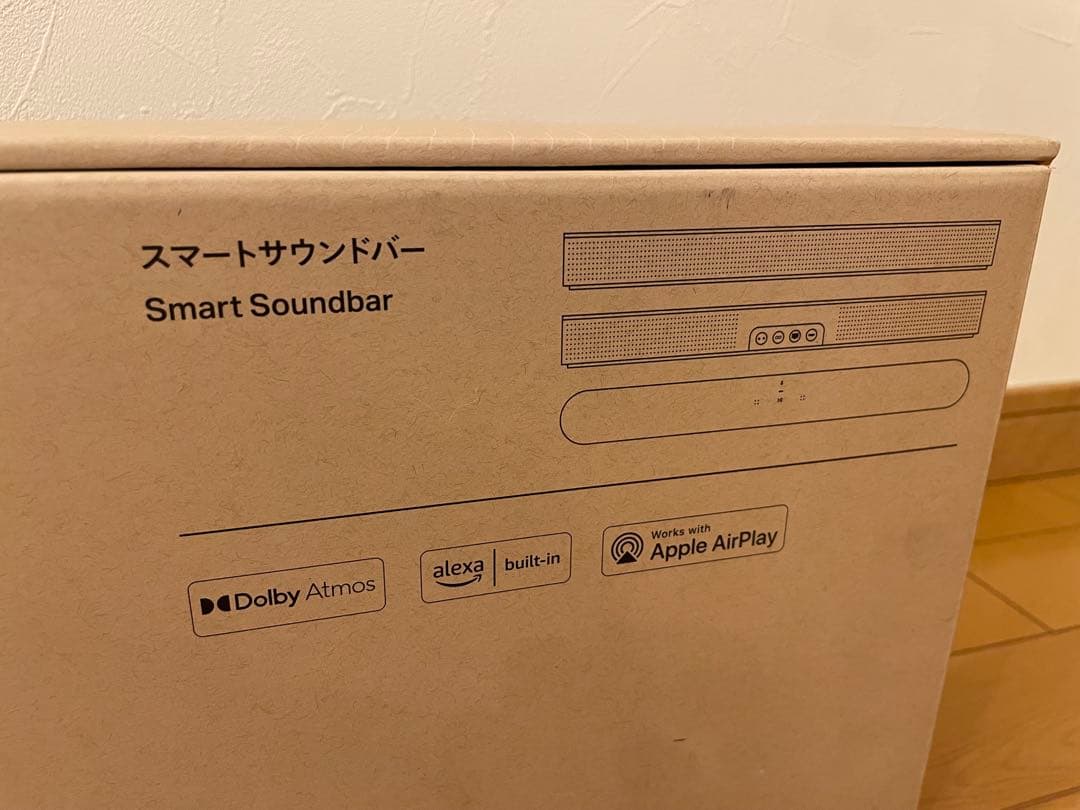 スマートサウンドバー
Smart Soundbar
Dolby Atmos
alexa built-in
Works with
Apple AirPlay